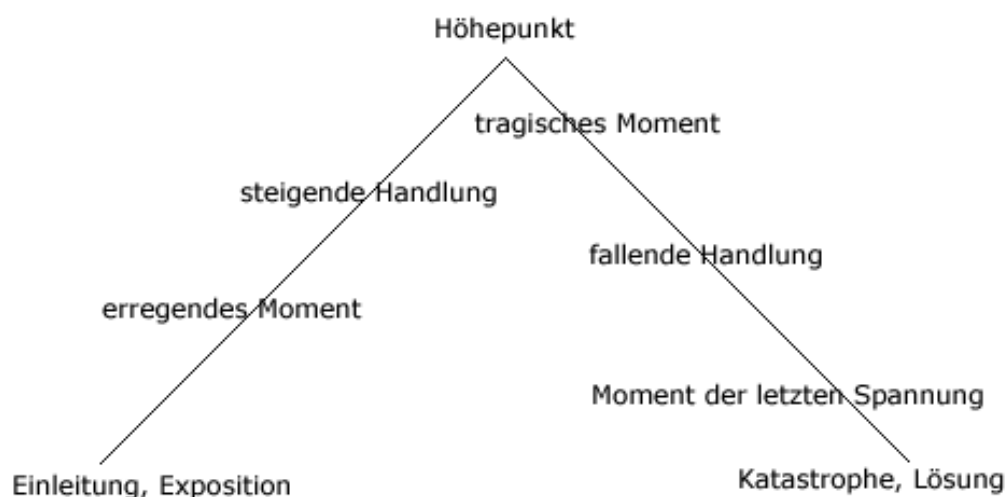 Höhepunkt
tragisches Moment
steigende Handlung
fallende Handlung
erregendes Moment
Moment der letzten Spannung
Einleitung, Exposition
Katastrophe, Lösung